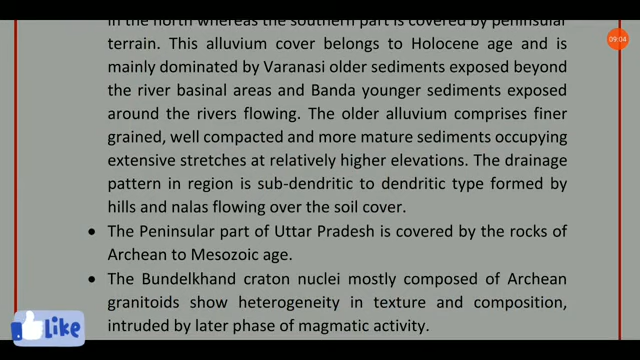 in the north whereas the southern part is covered by peninsular
terrain. This alluvium cover belongs to Holocene age and is
mainly dominated by Varanasi older sediments exposed beyond
the river basinal areas and Banda younger sediments exposed
around the rivers flowing. The older alluvium comprises finer
grained, well compacted and more mature sediments occupying
extensive stretches at relatively higher elevations. The drainage
pattern in region is sub-dendritic to dendritic type formed by
hills and nalas flowing over the soil cover.
• The Peninsular part of Uttar Pradesh is covered by the rocks of
Archean to Mesozoic age.
• The Bundelkhand craton nuclei mostly composed of Archean
granitoids show heterogeneity in texture and composition,
intruded by later phase of magmatic activity.
09:04
Like